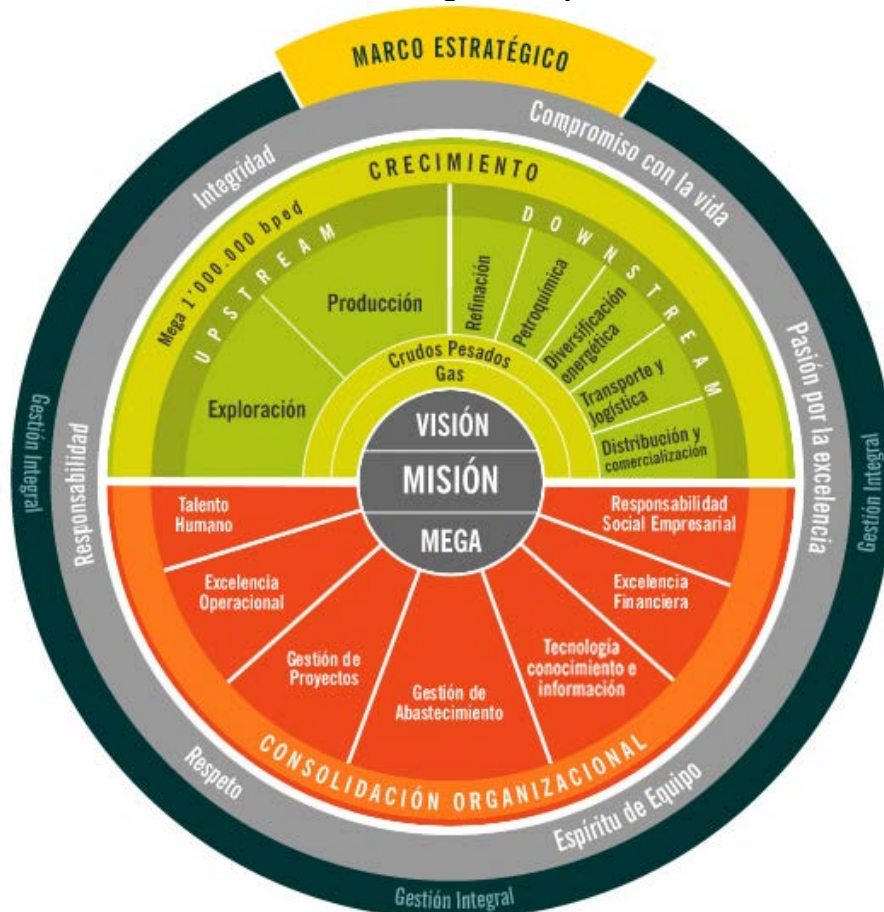 MARCO ESTRATÉGICO
Integridad
Compromiso con la vida
CRECIMIENTO
Mega 1'000.000 bped
UPSTREAM
DOWNSTREAM
Exploración
Producción
Refinación
Petroquímica
Diversificación
energética
Transporte y
logística
Distribución y
comercialización
Crudos Pesados
Gas
VISIÓN
MISIÓN
MEGA
Responsabilidad
Pasión por la excelencia
Gestión Integral
Gestión Integral
Talento
Humano
Excelencia
Operacional
Gestión de
Proyectos
Gestión de
Abastecimiento
Tecnología
conocimiento e
información
Excelencia
Financiera
Responsabilidad
Social Empresarial
CONSOLIDACIÓN ORGANIZACIONAL
Respeto
Espíritu de Equipo
Gestión Integral